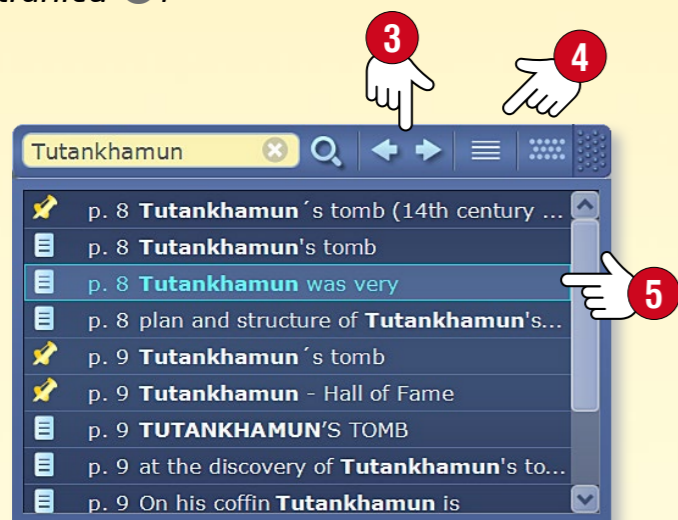 3
4
Tutankhamun
p. 8 Tutankhamun´s tomb (14th century ...
p. 8 Tutankhamun's tomb
p. 8 Tutankhamun was very
5
p. 8 plan and structure of Tutankhamun's...
p. 9 Tutankhamun´s tomb
p. 9 Tutankhamun - Hall of Fame
p. 9 TUTANKHAMUN’S TOMB
p. 9 at the discovery of Tutankhamun's to...
p. 9 On his coffin Tutankhamun is